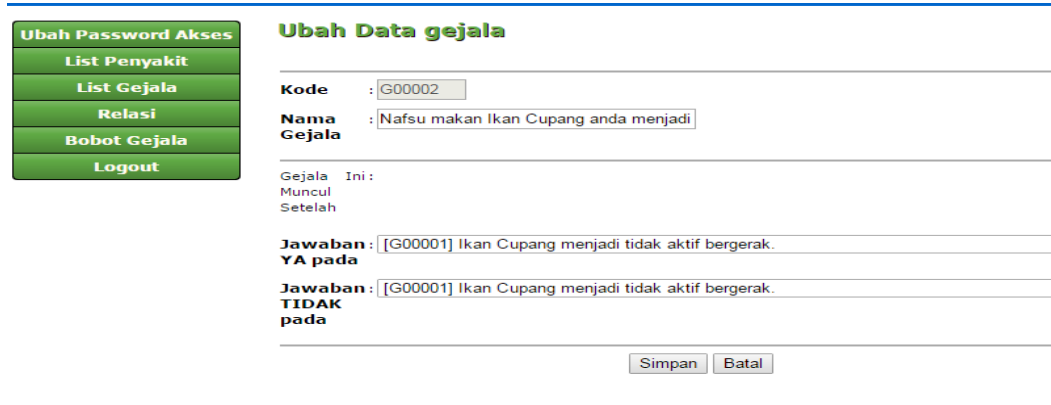 Ubah Password Akses
List Penyakit
List Gejala
Relasi
Bobot Gejala
Logout
Ubah Data gejala
Kode : G00002
Nama : Nafsu makan Ikan Cupang anda menjadi
Gejala
Gejala Ini :
Muncul
Setelah
Jawaban : [G00001] Ikan Cupang menjadi tidak aktif bergerak.
YA pada
Jawaban : [G00001] Ikan Cupang menjadi tidak aktif bergerak.
TIDAK
pada
Simpan Batal